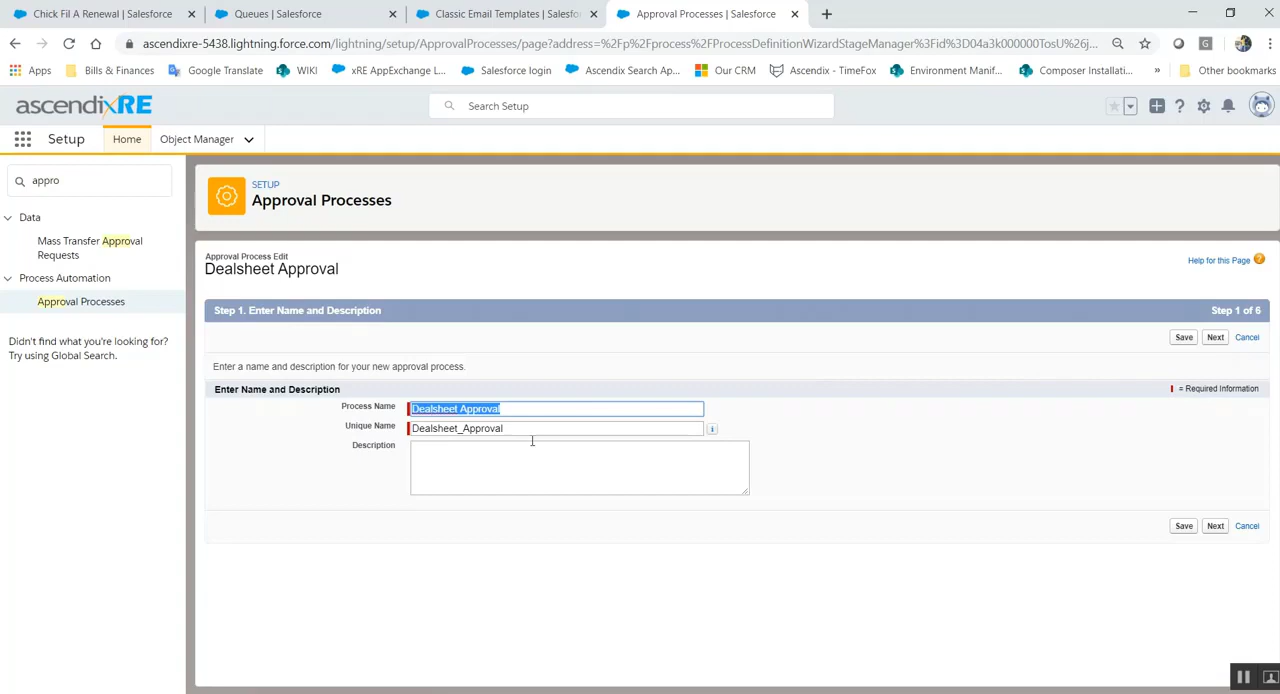 Chick Fil A Renewal | Salesforce
Queues | Salesforce
Classic Email Templates | Salesfo
Approval Processes | Salesforce
ascendixre-5438.lightning.force.com/lightning/setup/ApprovalProcesses/page?address=%2Fp%2Fprocess%2FProcessDefinitionWizardStageManager%3Fid%3D04a3k000000TosU%26j...
Apps
Bills & Finances
Google Translate
WIKI
xRE AppExchange L...
Salesforce login
Ascendix Search Ap...
Our CRM
Ascendix - TimeFox
Environment Manif...
Composer Installati...
»
Other bookmarks
ascendixRE
Search Setup
Setup
Home
Object Manager
appro
Data
Mass Transfer Approval
Requests
Process Automation
Approval Processes
Didn't find what you're looking for?
Try using Global Search.
SETUP
Approval Processes
Approval Process Edit
Dealsheet Approval
Help for this Page
Step 1. Enter Name and Description
Step 1 of 6
Save
Next
Cancel
Enter a name and description for your new approval process.
Enter Name and Description
= Required Information
Process Name
Dealsheet Approval
Unique Name
Dealsheet_Approval
i
Description
Save
Next
Cancel